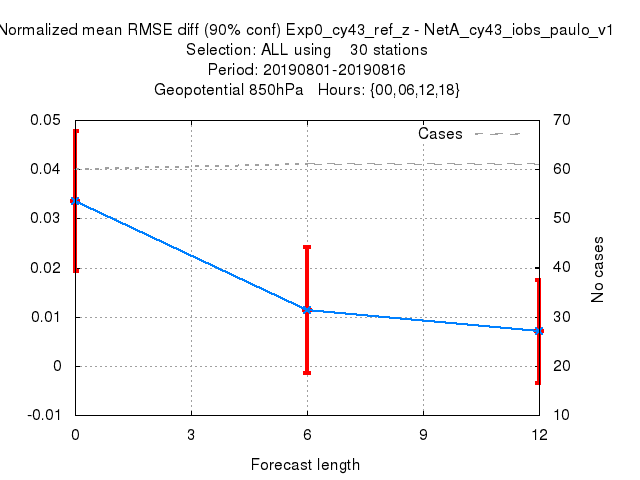 Normalized mean RMSE diff (90% conf) Exp0_cy43_ref_z - NetA_cy43_iobs_paulo_v1
Selection: ALL using 30 stations
Period: 20190801-20190816
Geopotential 850hPa Hours: {00,06,12,18}
Cases
0.05
0.04
0.03
0.02
0.01
0
-0.01
70
60
50
40
30
20
10
No cases
0 3 6 9 12
Forecast length